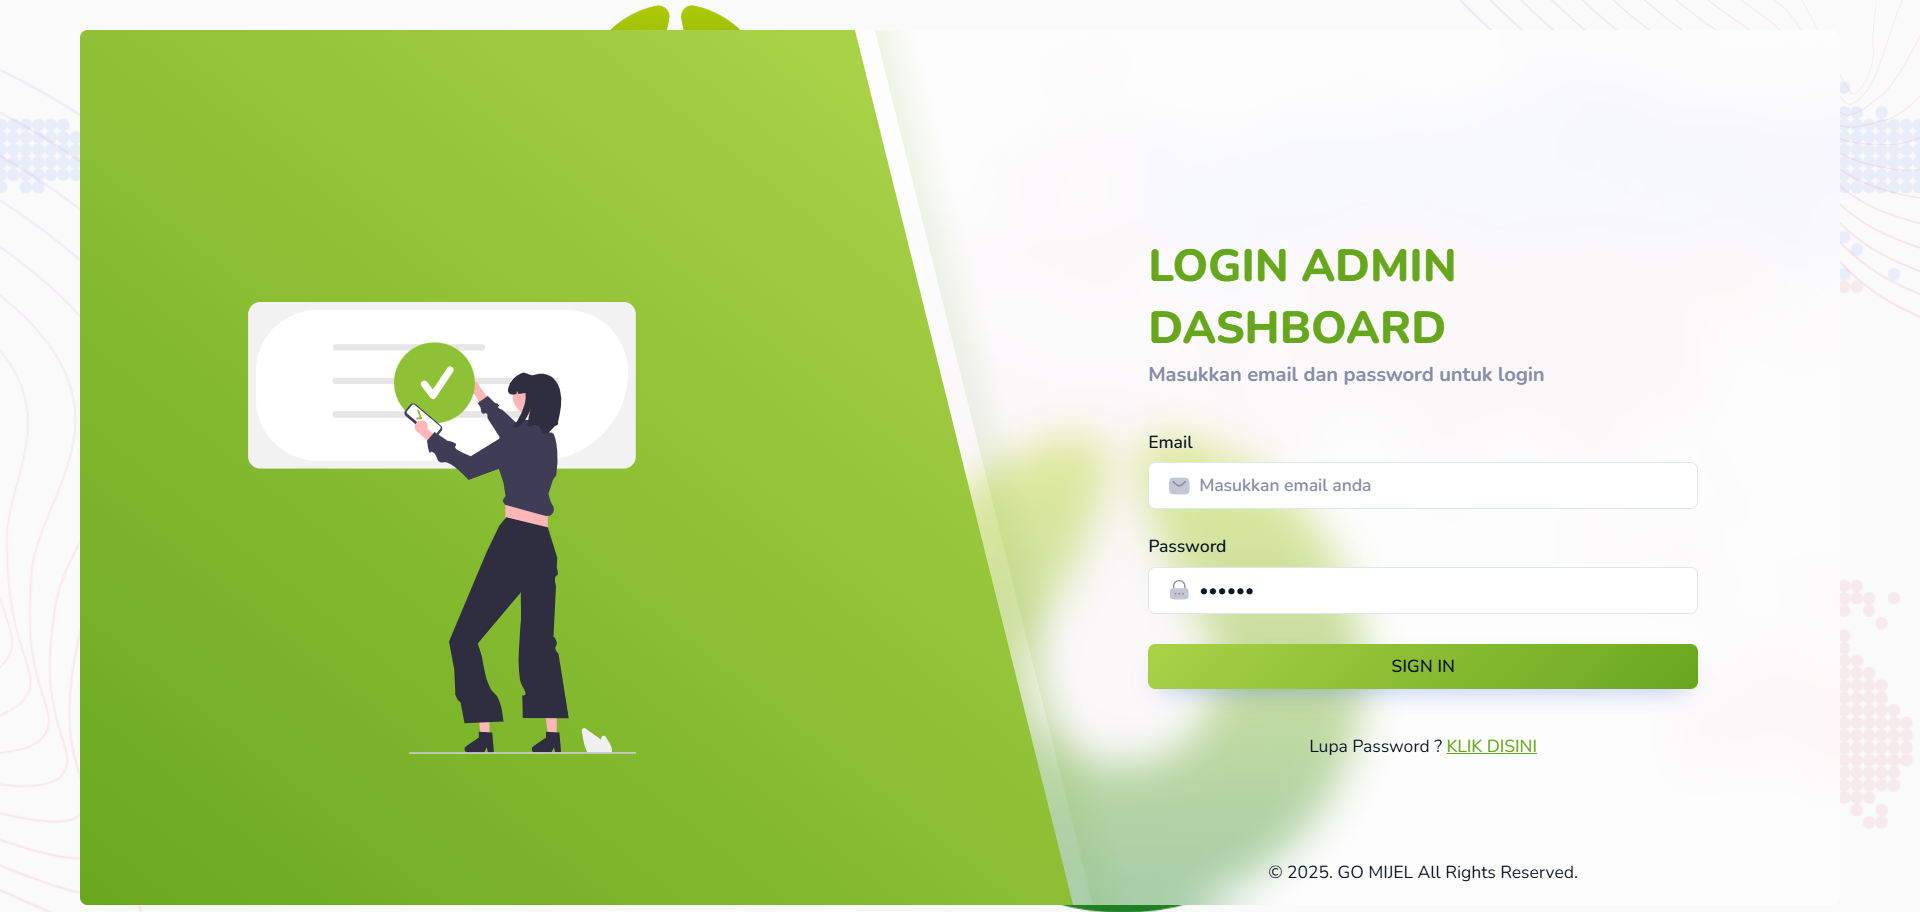 LOGIN ADMIN
DASHBOARD
Masukkan email dan password untuk login
Email
Masukkan email anda
Password
••••••
SIGN IN
Lupa Password ? KLIK DISINI
© 2025. GO MIJEL All Rights Reserved.